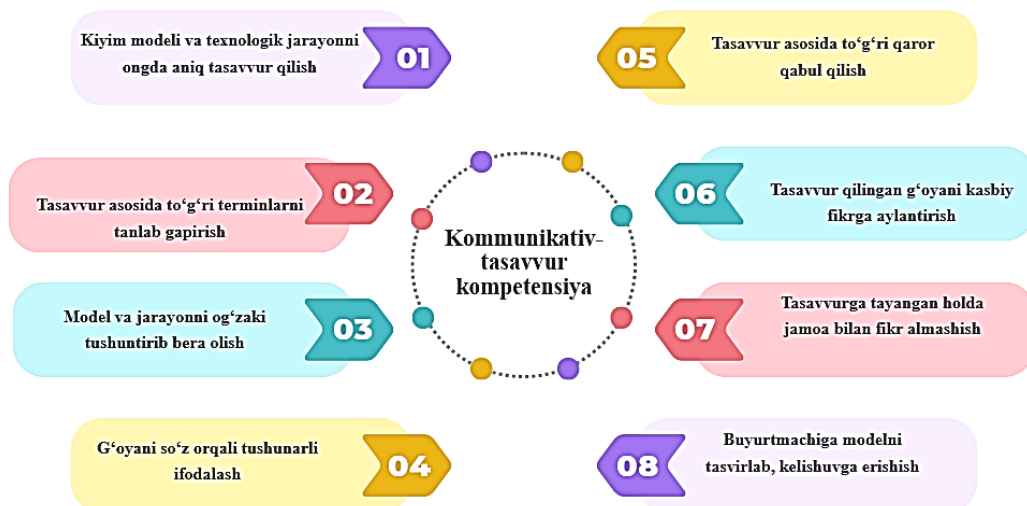 Kiyim modeli va texnologik jarayonni
ongda aniq tasavvur qilish
01
Tasavvur asosida to‘g‘ri terminlarni
tanlab gapirish
02
Model va jarayonni og‘zaki
tushuntirib bera olish
03
G‘oyani so‘z orqali tushunarli
ifodalash
04
Kommunikativ-
tasavvur
kompetensiya
05
Tasavvur asosida to‘g‘ri qaror
qabul qilish
06
Tasavvur qilingan g‘oyani kasbiy
fikrga aylantirish
07
Tasavvurga tayangan holda
jamoa bilan fikr almashish
08
Buyurtmachiga modelni
tasvirlab, kelishuvga erishish